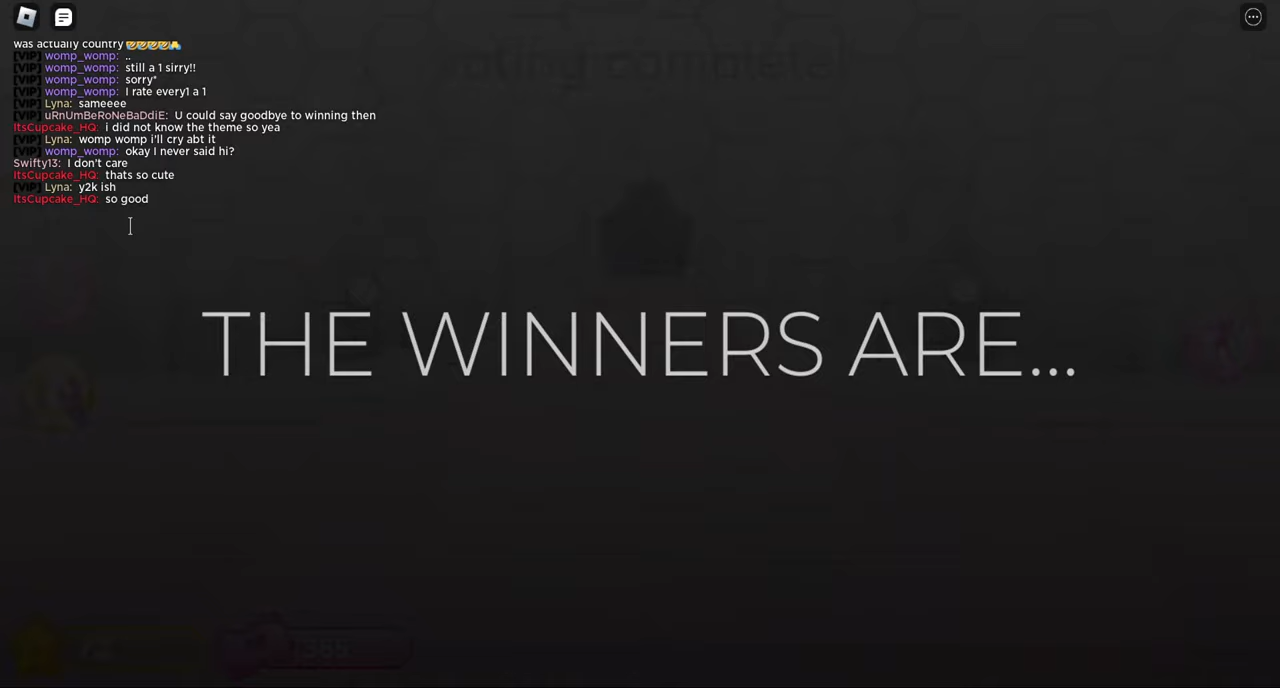 was actually country 🤣🤣🤣🤣🙏
[VIP] womp_womp: ..
[VIP] womp_womp: still a 1 sirry!!
[VIP] womp_womp: sorry*
[VIP] womp_womp: I rate every1 a 1
[VIP] Lyna: sameeee
[VIP] uRnUmBeRoNeBaDdiE: U could say goodbye to winning then
ItsCupcake_HQ: i did not know the theme so yea
[VIP] Lyna: womp womp i'll cry abt it
[VIP] womp_womp: okay I never said hi?
Swifty13: I don't care
ItsCupcake_HQ: thats so cute
[VIP] Lyna: y2k ish
ItsCupcake_HQ: so good
voting complete!
THE WINNERS ARE...